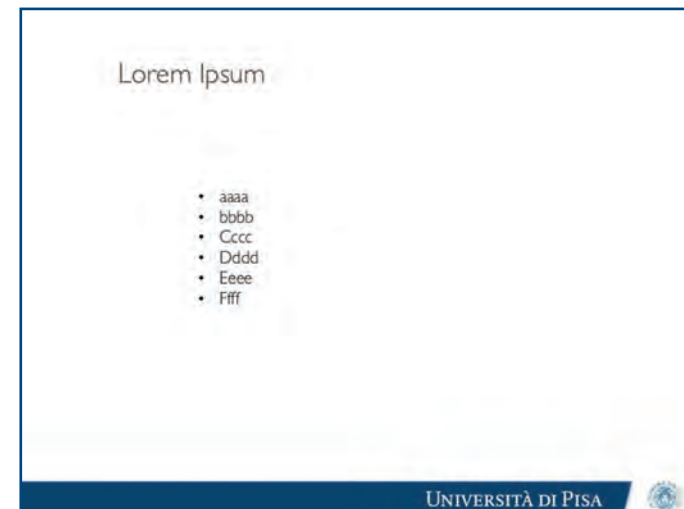 Lorem Ipsum
• aaaa
• bbbb
• Cccc
• Dddd
• Eeee
• Ffff
UNIVERSITÀ DI PISA